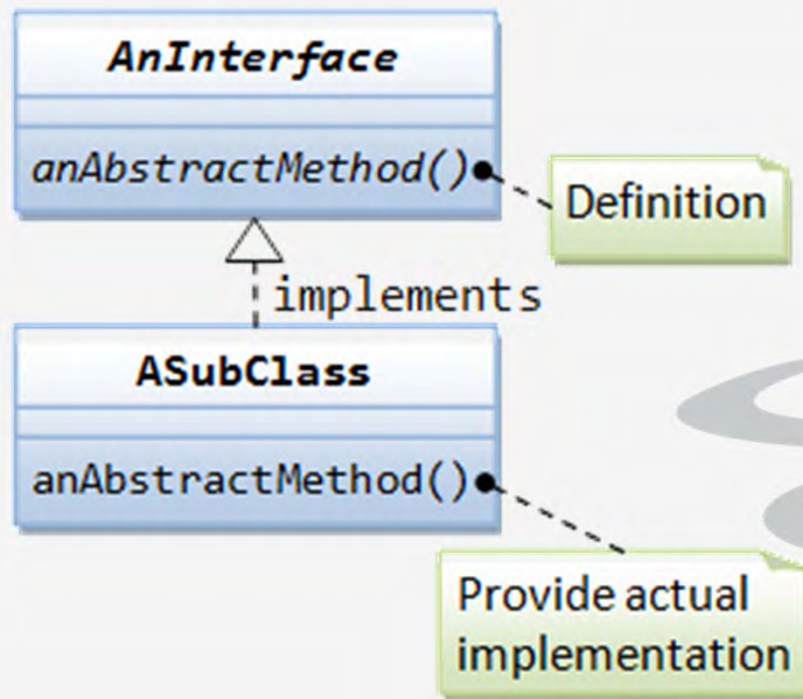 AnInterface
anAbstractMethod()
Definition
implements
ASubClass
anAbstractMethod()
Provide actual
implementation